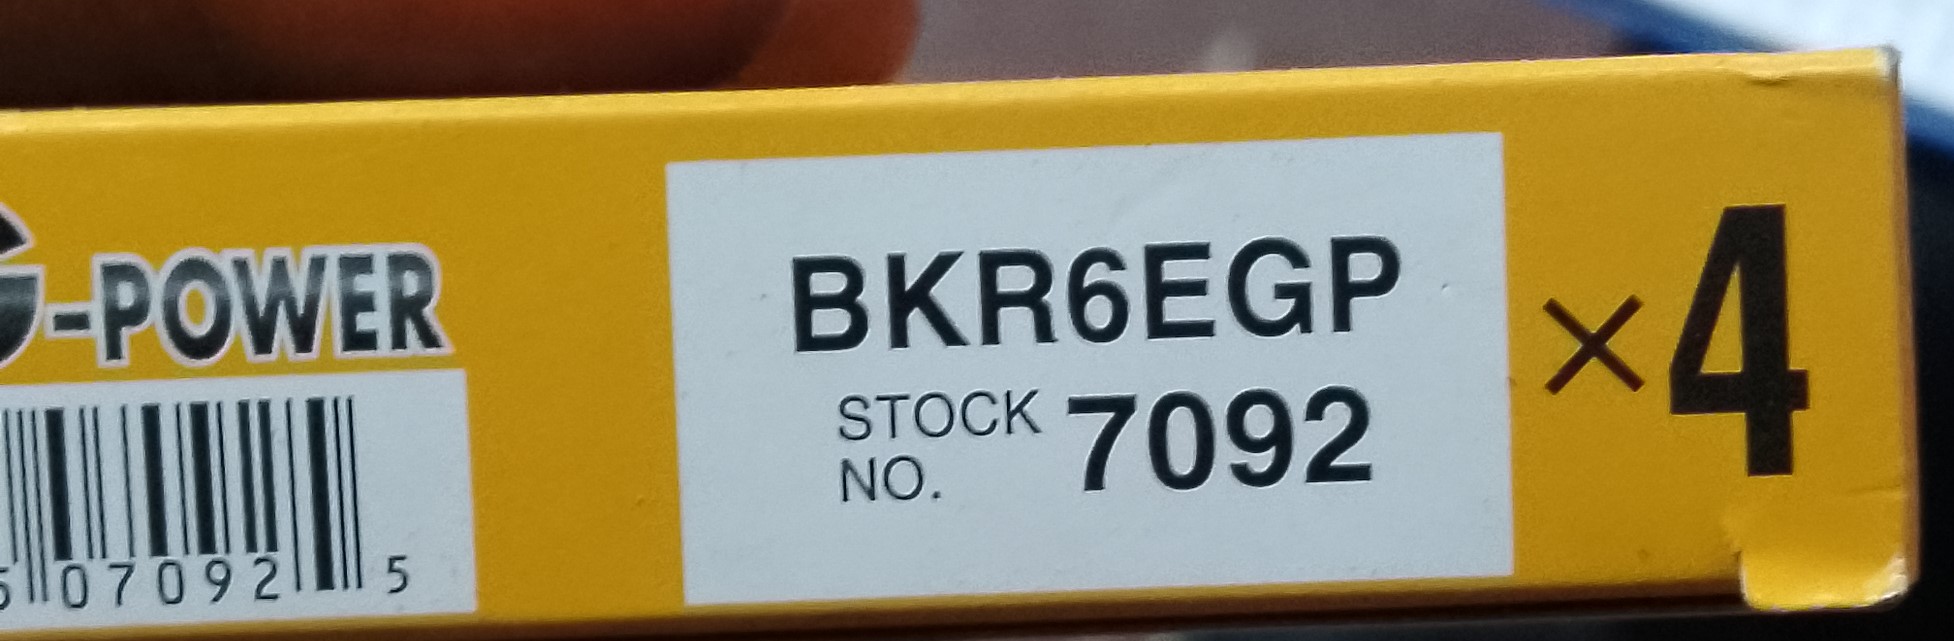 G-POWER
BKR6EGP
×4
STOCK NO. 7092
07092 5